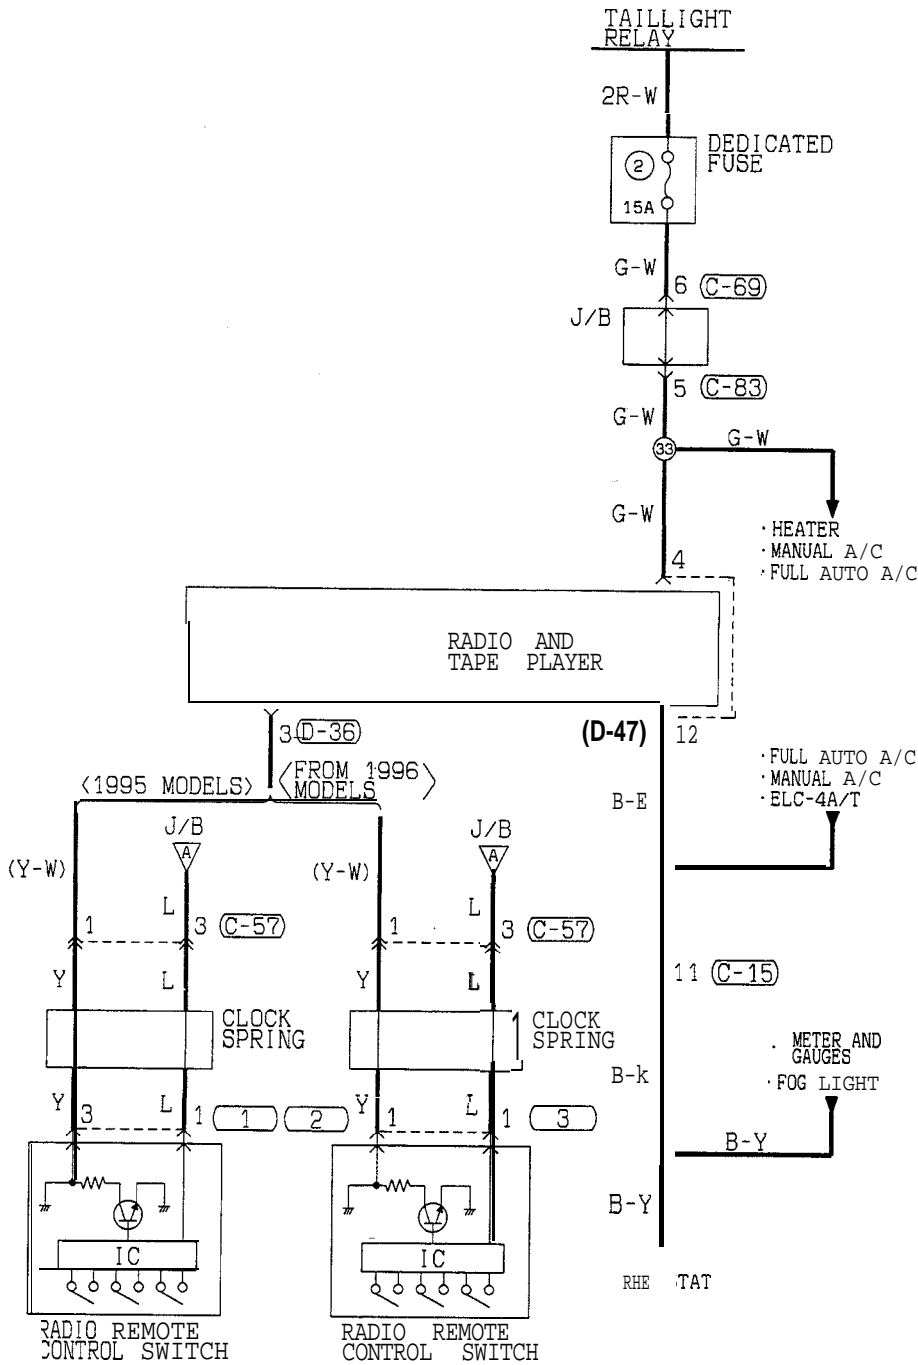 TAILLIGHT
RELAY
2R-W
DEDICATED
FUSE
2
15A
G-W
6 C-69
J/B
5 C-83
G-W
33
G-W
G-W
· HEATER
· MANUAL A/C
· FULL AUTO A/C
4
RADIO AND
TAPE PLAYER
3 D-36
(D-47)
12
<1995 MODELS>
<FROM 1996
MODELS>
· FULL AUTO A/C
· MANUAL A/C
· ELC-4A/T
B-E
J/B
A
J/B
A
(Y-W)
(Y-W)
L
L
1
3 C-57
1
3 C-57
Y
L
Y
L
11 C-15
CLOCK
SPRING
1
CLOCK
SPRING
. METER AND
GAUGES
· FOG LIGHT
B-k
Y
3
L
1
1
2
Y
1
L
1
3
B-Y
B-Y
IC
IC
RHE STAT
RADIO REMOTE
CONTROL SWITCH
RADIO REMOTE
CONTROL SWITCH